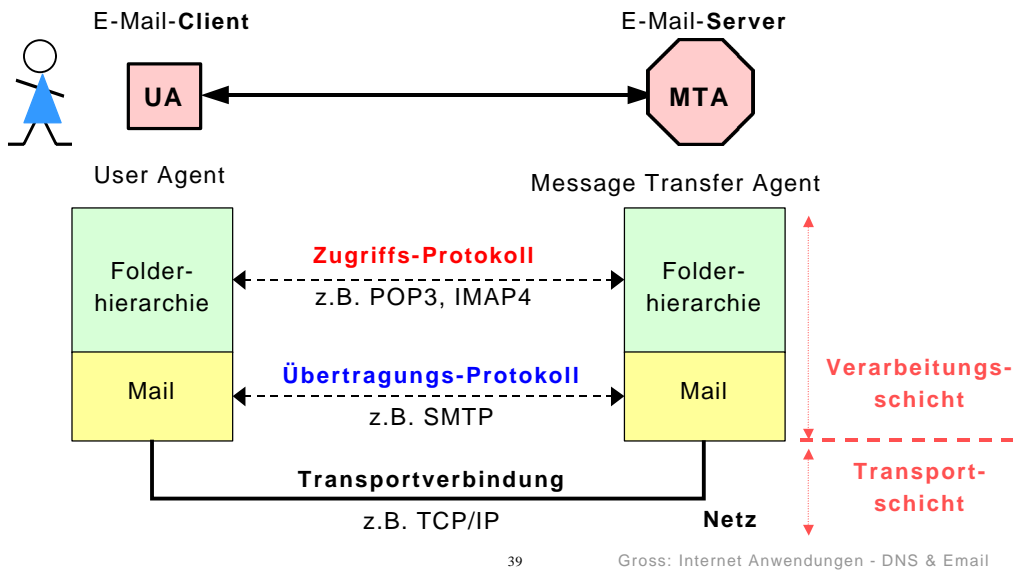 E-Mail-Client
E-Mail-Server
UA
MTA
User Agent
Message Transfer Agent
Zugriffs-Protokoll
Folder-
hierarchie
z.B. POP3, IMAP4
Folder-
hierarchie
Übertragungs-Protokoll
Mail
z.B. SMTP
Mail
Verarbeitungs-
schicht
Transportverbindung
z.B. TCP/IP
Netz
Transport-
schicht
39
Gross: Internet Anwendungen - DNS & Email